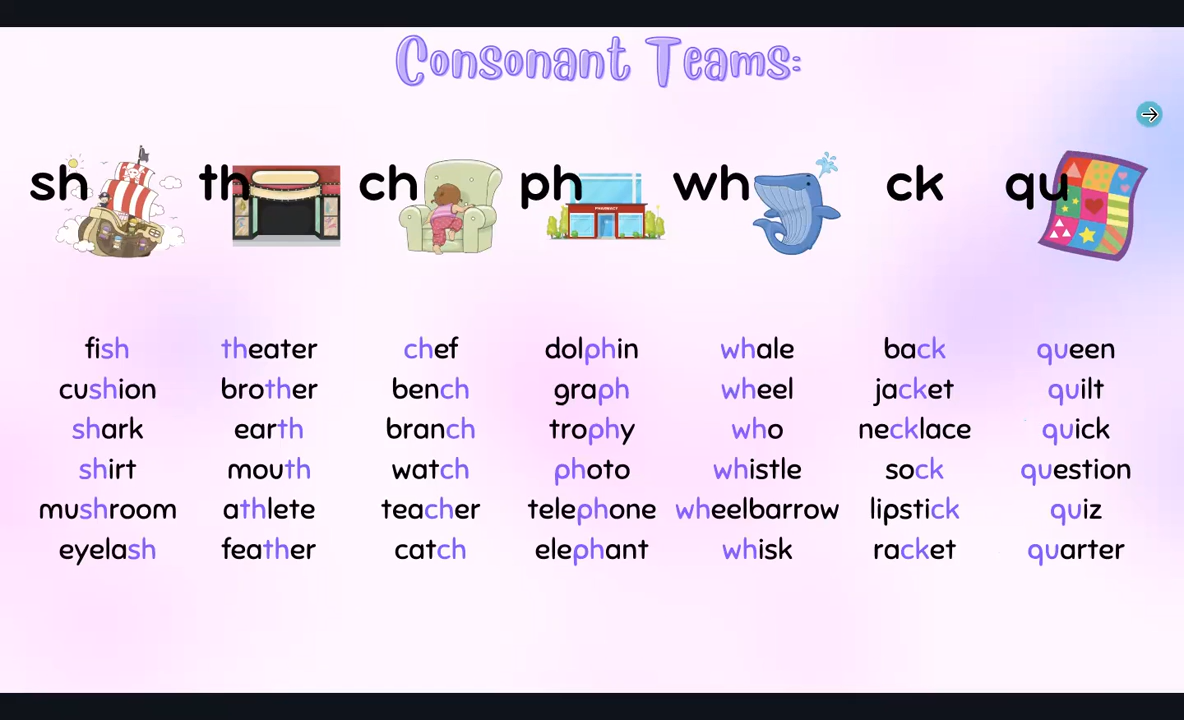 Consonant Teams:
sh th ch ph wh ck qu
PHARMACY
fish theater chef dolphin whale back queen
cushion brother bench graph wheel jacket quilt
shark earth branch trophy who necklace quick
shirt mouth watch photo whistle sock question
mushroom athlete teacher telephone wheelbarrow lipstick quiz
eyelash feather catch elephant whisk racket quarter